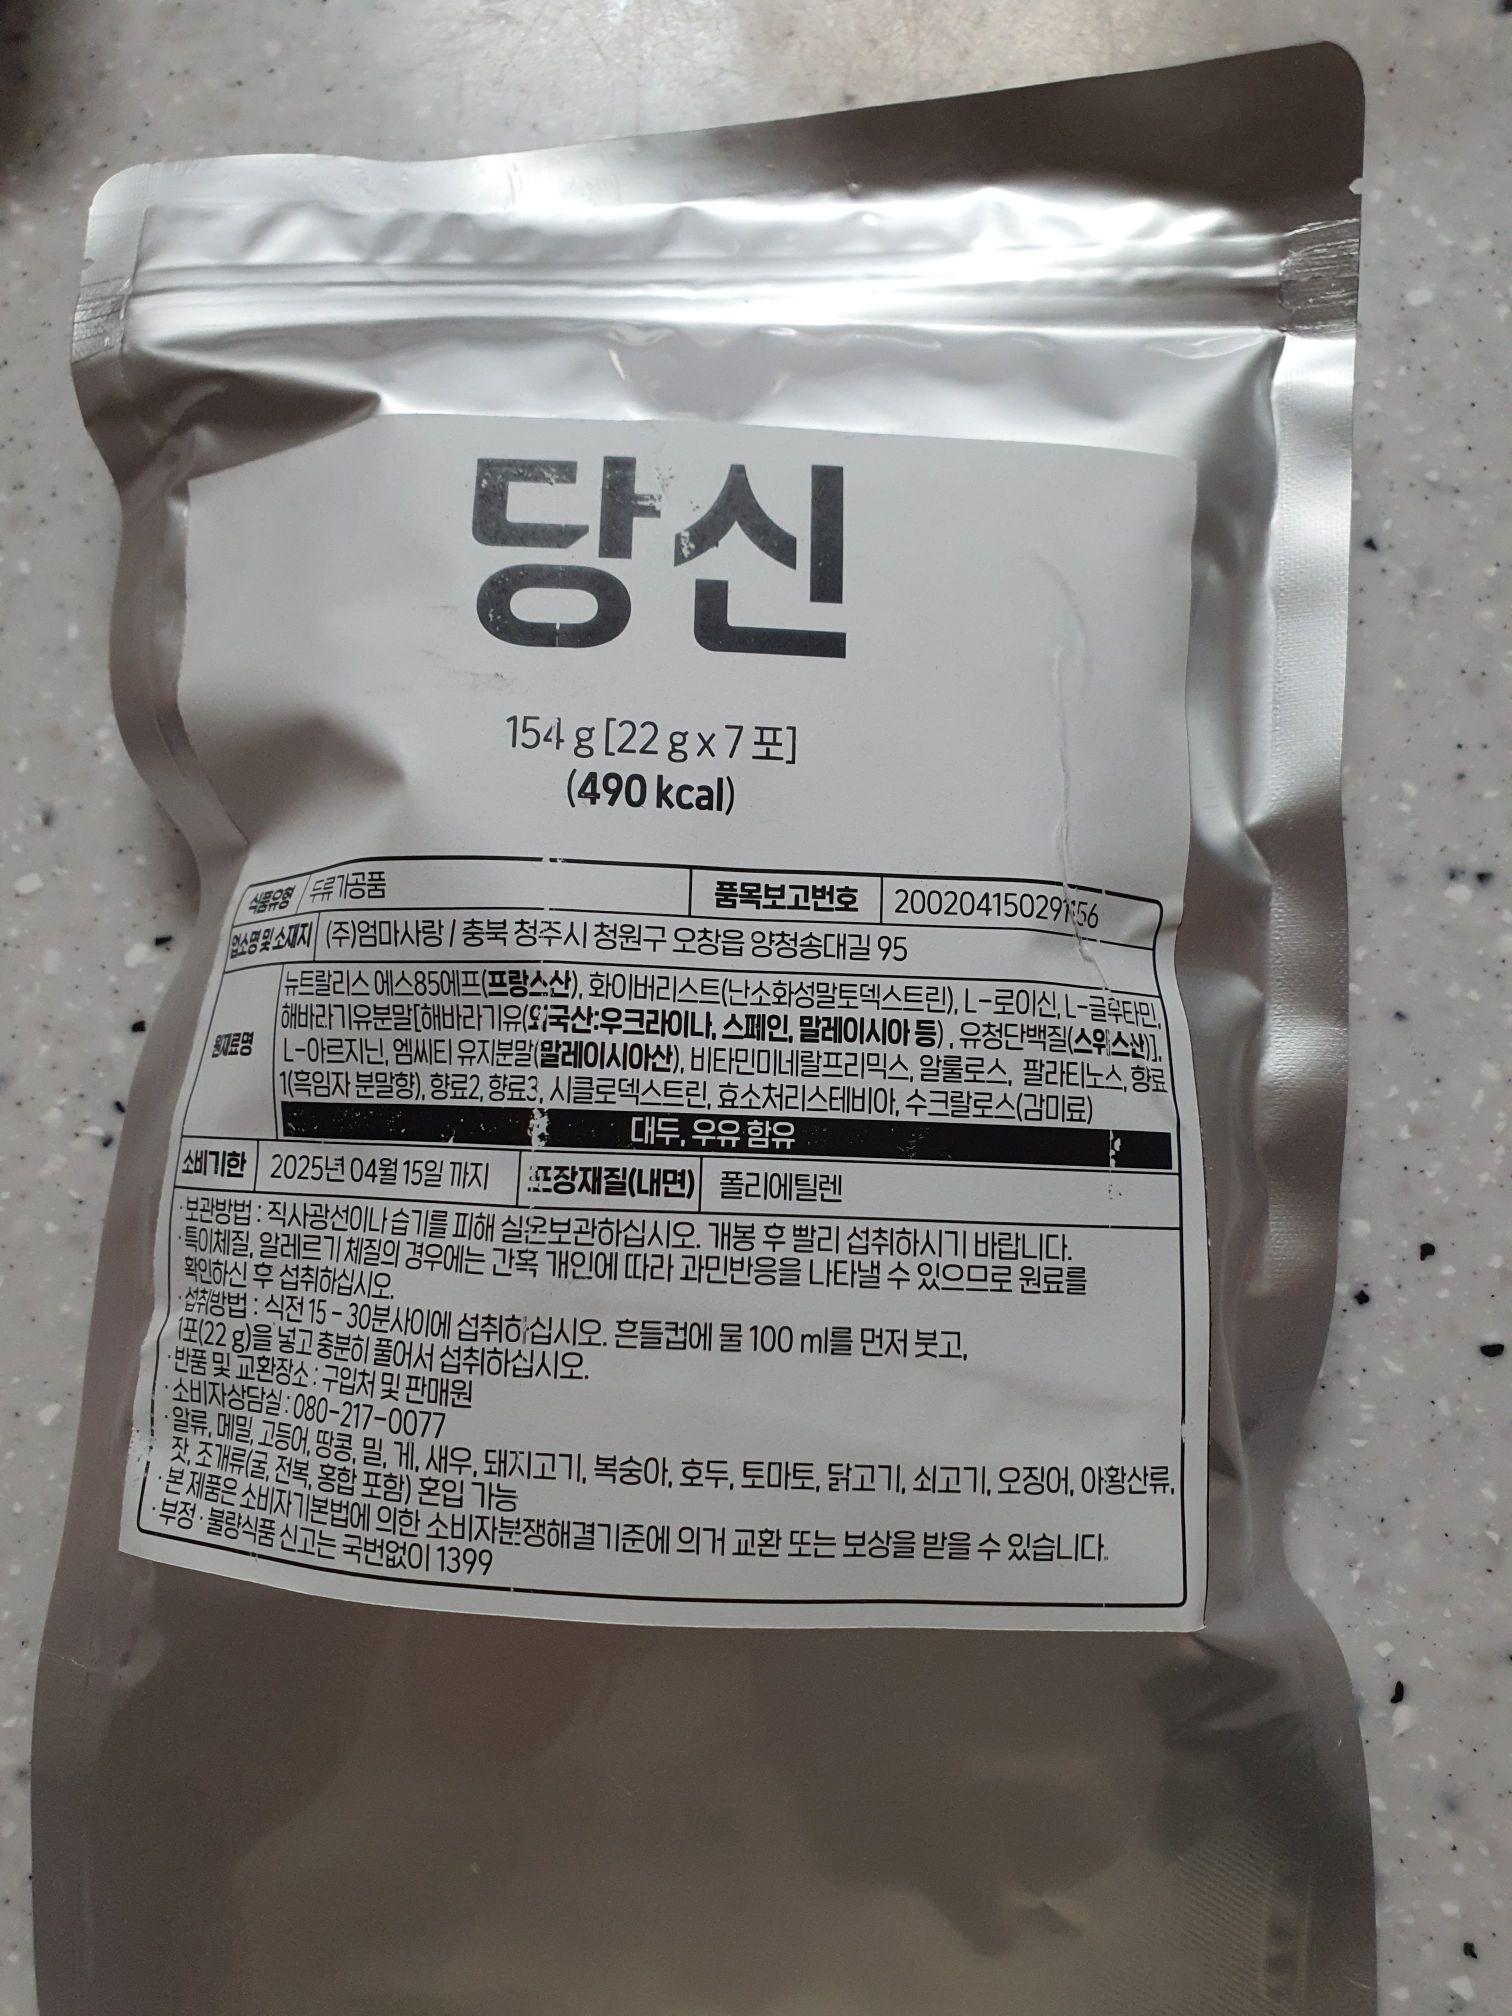 당신
154 g [22 g x 7 포]
(490 kcal)
식품유형 두류가공품 품목보고번호
업소명 및 소재지 (주)엄마사랑 / 충북 청주시 청원구 오창읍 양청송대길 95
원재료명 뉴트랄리스 에스85에프(프랑스산), 화이버리스트(난소화성말토덱스트린), L-로이신, L-글루타민,
해바라기유분말[해바라기유(외국산:우크라이나, 스페인, 말레이시아 등), 유청단백질(스위스산)],
L-아르지닌, 엠씨티 유지분말(말레이시아산), 비타민미네랄프리믹스, 알룰로스, 팔라티노스, 향료
1(흑임자 분말향), 향료2, 향료3, 시클로덱스트린, 효소처리스테비아, 수크랄로스(감미료)
대두, 우유 함유
소비기한 2025년 04월 15일 까지 포장재질(내면) 폴리에틸렌
·보관방법 : 직사광선이나 습기를 피해 실온보관하십시오. 개봉 후 빨리 섭취하시기 바랍니다.
·특이체질, 알레르기 체질의 경우에는 간혹 개인에 따라 과민반응을 나타낼 수 있으므로 원료를
확인하신 후 섭취하십시오.
·섭취방법 : 식전 15 - 30분사이에 섭취하십시오. 흔들컵에 물 100 ml를 먼저 붓고,
1포(22 g)을 넣고 충분히 풀어서 섭취하십시오.
·반품 및 교환장소 : 구입처 및 판매원
·소비자상담실 : 080-217-0077
·알류, 메밀, 고등어, 땅콩, 밀, 게, 새우, 돼지고기, 복숭아, 호두, 토마토, 닭고기, 쇠고기, 오징어, 아황산류,
잣, 조개류(굴, 전복, 홍합 포함) 혼입 가능
·본 제품은 소비자기본법에 의한 소비자분쟁해결기준에 의거 교환 또는 보상을 받을 수 있습니다.
·부정·불량식품 신고는 국번없이 1399